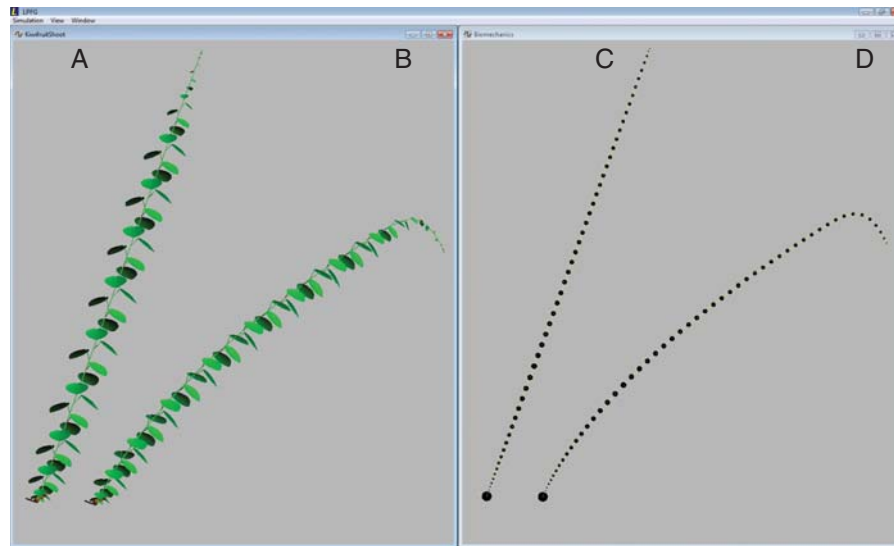 LPFG
Simulation View Window
KiwifruitShoot
Biomechanics
A B C D